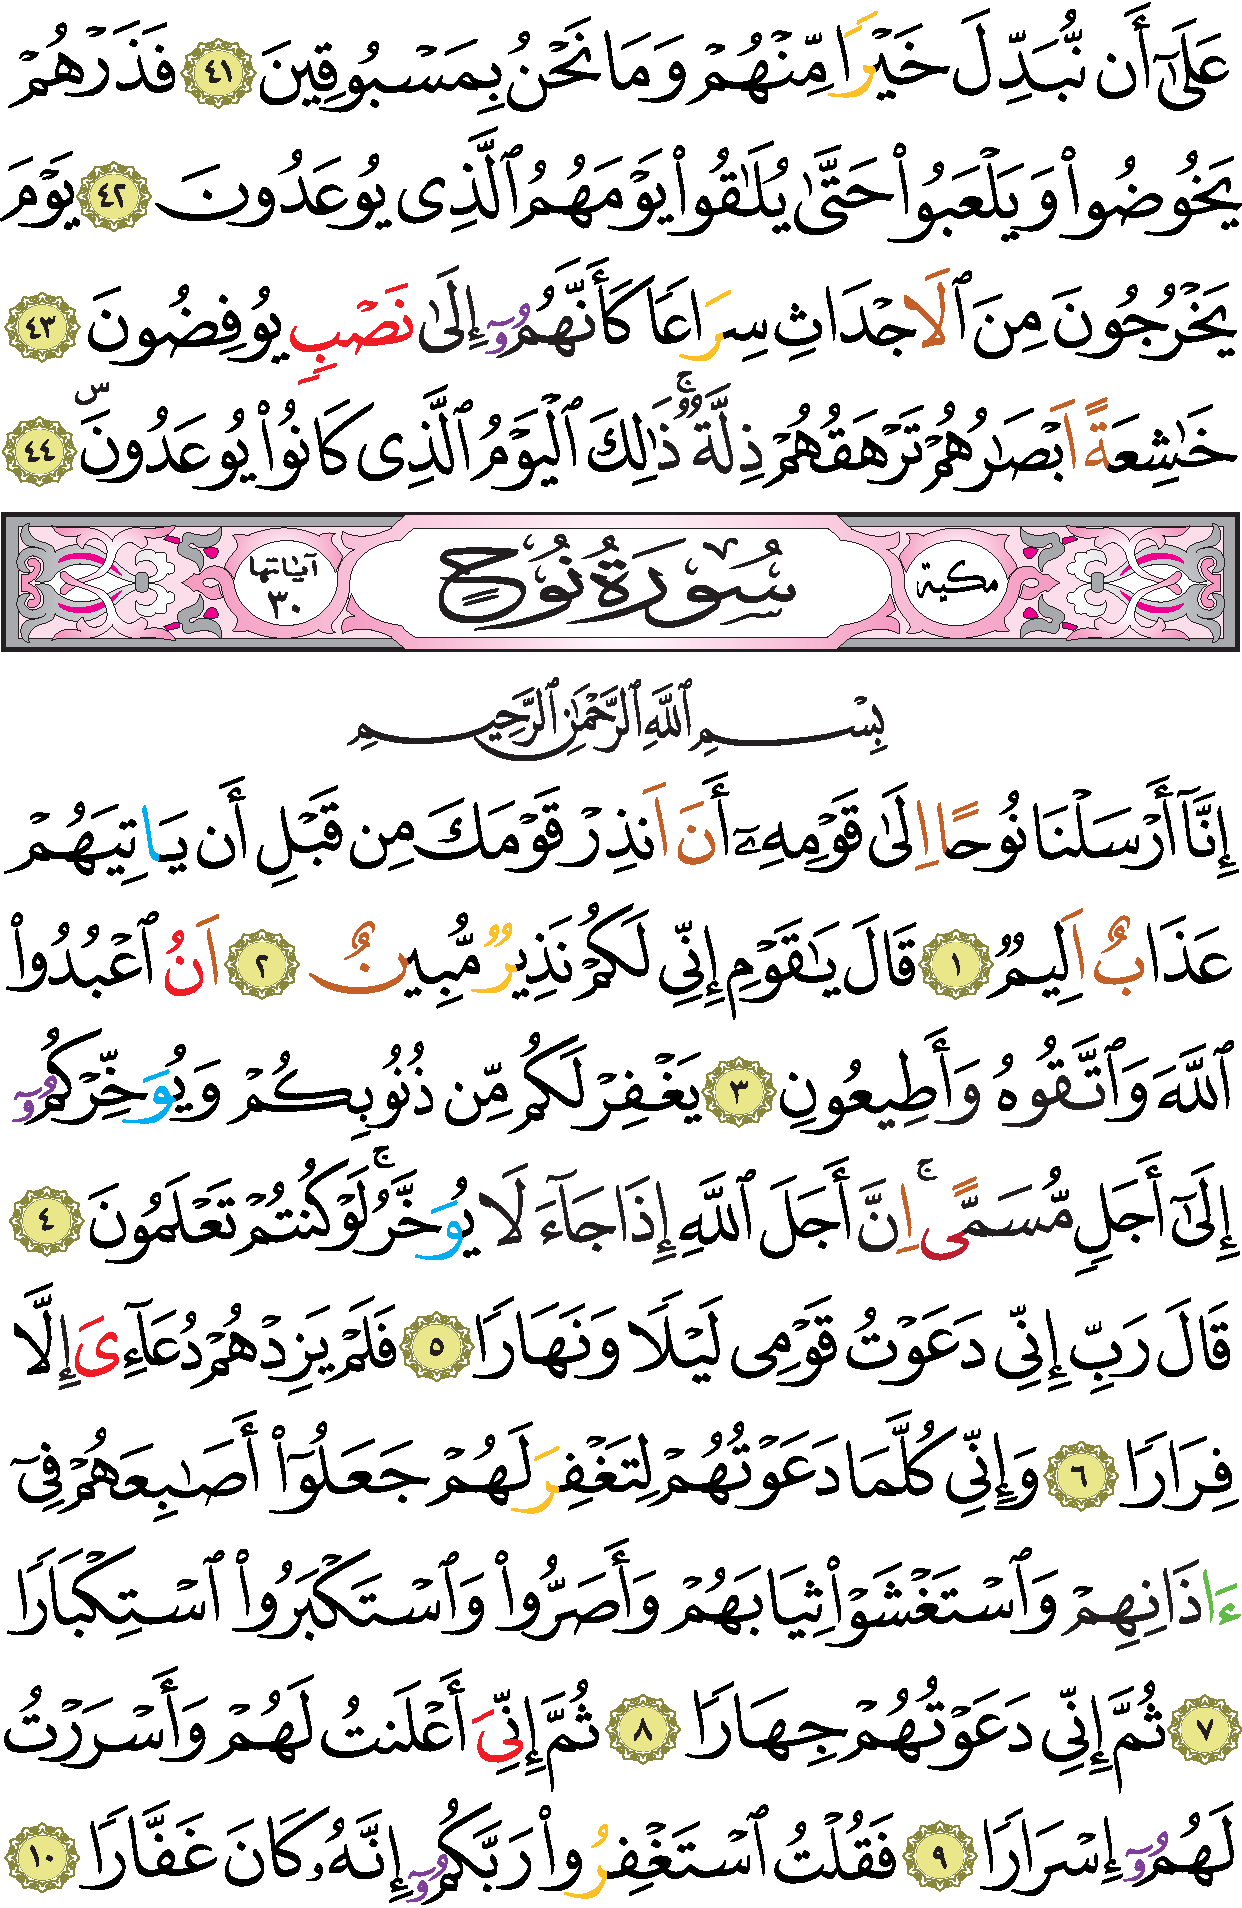 عَلَىٰٓ أَن نُّبَدِّلَ خَيْرًا مِّنْهُمْ وَمَا نَحْنُ بِمَسْبُوقِينَ ٤١ فَذَرْهُمْ
يَخُوضُواْ وَيَلْعَبُواْ حَتَّىٰ يُلَٰقُواْ يَوْمَهُمُ ٱلَّذِى يُوعَدُونَ ٤٢ يَوْمَ
يَخْرُجُونَ مِنَ ٱلَاجْدَاثِ سِرَاعًا كَأَنَّهُمُۥٓ إِلَىٰ نَصْبٍ يُوفِضُونَ ٤٣
خَٰشِعَةً اَبْصَٰرُهُمْ تَرْهَقُهُمْ ذِلَّةٌ ۚ ذَٰلِكَ ٱلْيَوْمُ ٱلَّذِى كَانُواْ يُوعَدُونَ س ٤٤
مكية سُورَةُ نُوحٍ آياتها ٣٠
بِسْمِ ٱللَّهِ ٱلرَّحْمَٰنِ ٱلرَّحِيمِ
إِنَّآ أَرْسَلْنَا نُوحًا اِلَىٰ قَوْمِهِۦٓ أَنَ اَنذِرْ قَوْمَكَ مِن قَبْلِ أَن يَاتِيَهُمْ
عَذَابٌ اَلِيمٌ ١ قَالَ يَٰقَوْمِ إِنِّى لَكُمْ نَذِيرٌ مُّبِينٌ ٢ اَنُ ٱعْبُدُواْ
ٱللَّهَ وَٱتَّقُوهُ وَأَطِيعُونِ ٣ يَغْفِرْ لَكُم مِّن ذُنُوبِكُمْ وَيُوَخِّرْكُمُۥٓ
إِلَىٰٓ أَجَلٍ مُّسَمًّى ۚ اِنَّ أَجَلَ ٱللَّهِ إِذَا جَآءَ لَا يُوَخَّرُ ۚ لَوْ كُنتُمْ تَعْلَمُونَ ٤
قَالَ رَبِّ إِنِّى دَعَوْتُ قَوْمِى لَيْلًا وَنَهَارًا ٥ فَلَمْ يَزِدْهُمْ دُعَآءِىَ إِلَّا
فِرَارًا ٦ وَإِنِّى كُلَّمَا دَعَوْتُهُمْ لِتَغْفِرَ لَهُمْ جَعَلُوٓاْ أَصَٰبِعَهُمْ فِىٓ
ءَاذَانِهِمْ وَٱسْتَغْشَوْاْ ثِيَابَهُمْ وَأَصَرُّواْ وَٱسْتَكْبَرُواْ ٱسْتِكْبَارًا
٧ ثُمَّ إِنِّى دَعَوْتُهُمْ جِهَارًا ٨ ثُمَّ إِنِّىَ أَعْلَنتُ لَهُمْ وَأَسْرَرْتُ
لَهُمُۥٓ إِسْرَارًا ٩ فَقُلْتُ ٱسْتَغْفِرُواْ رَبَّكُمُۥٓ إِنَّهُۥ كَانَ غَفَّارًا ١٠